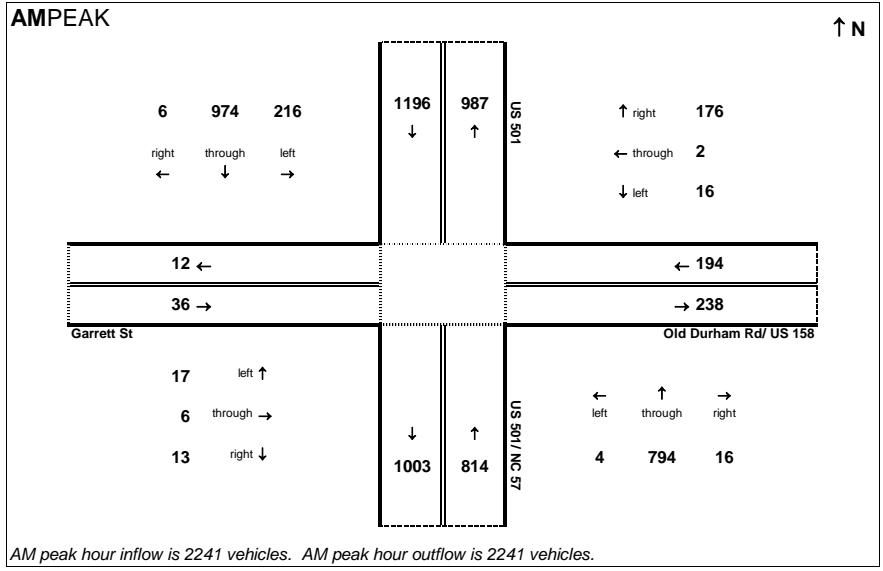 AMPEAK
↑ N
6 974 216
right through left
← ↓ →
1196 987
↓ ↑
US 501
↑ right 176
← through 2
↓ left 16
12 ←
36 →
← 194
→ 238
Garrett St
Old Durham Rd/ US 158
17 left ↑
6 through →
13 right ↓
↓ ↑
1003 814
US 501/ NC 57
← ↑ →
left through right
4 794 16
AM peak hour inflow is 2241 vehicles. AM peak hour outflow is 2241 vehicles.